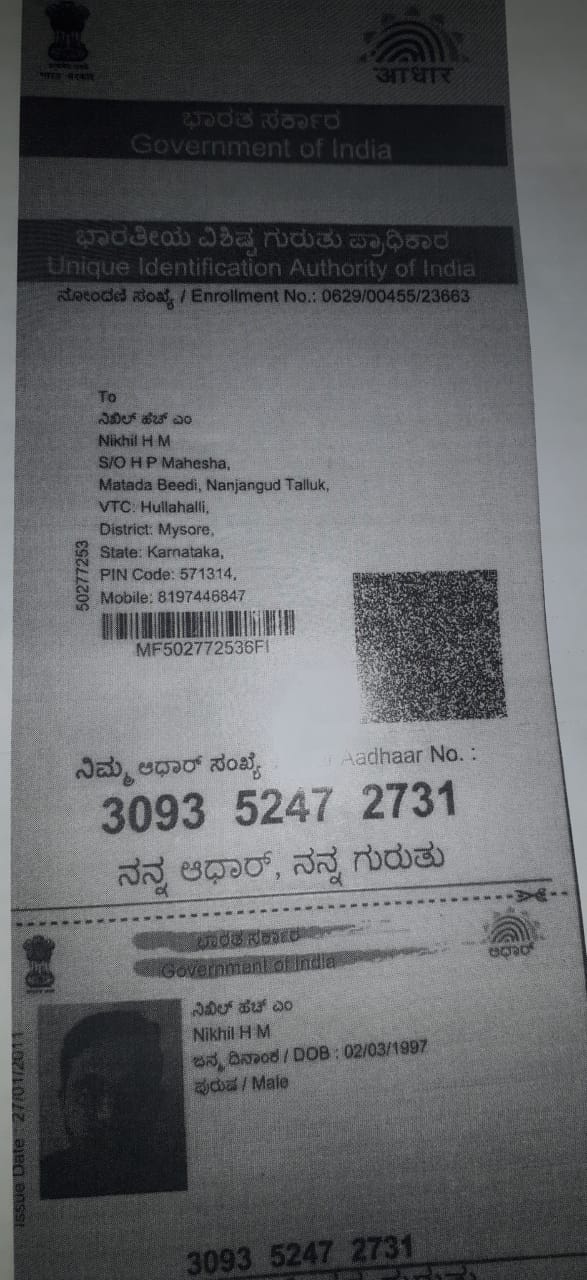 भारत सरकार
आधार
ಭಾರತ ಸರ್ಕಾರ
Government of India
ಭಾರತೀಯ ವಿಶಿಷ್ಟ ಗುರುತು ಪ್ರಾಧಿಕಾರ
Unique Identification Authority of India
ನೋಂದಣಿ ಸಂಖ್ಯೆ / Enrollment No.: 0629/00455/23663
To
ನಿಖಿಲ್ ಹೆಚ್ ಎಂ
Nikhil H M
S/O H P Mahesha,
Matada Beedi, Nanjangud Talluk,
VTC: Hullahalli,
District: Mysore,
State: Karnataka,
PIN Code: 571314,
Mobile: 8197446847
50277253
MF502772536FI
ನಿಮ್ಮ ಆಧಾರ್ ಸಂಖ್ಯೆ Aadhaar No. :
3093 5247 2731
ನನ್ನ ಆಧಾರ್, ನನ್ನ ಗುರುತು
ಭಾರತ ಸರ್ಕಾರ
Government of India
ಆಧಾರ್
ನಿಖಿಲ್ ಹೆಚ್ ಎಂ
Nikhil H M
ಜನ್ಮ ದಿನಾಂಕ / DOB : 02/03/1997
ಪುರುಷ / Male
Issue Date : 27/01/2011
3093 5247 2731